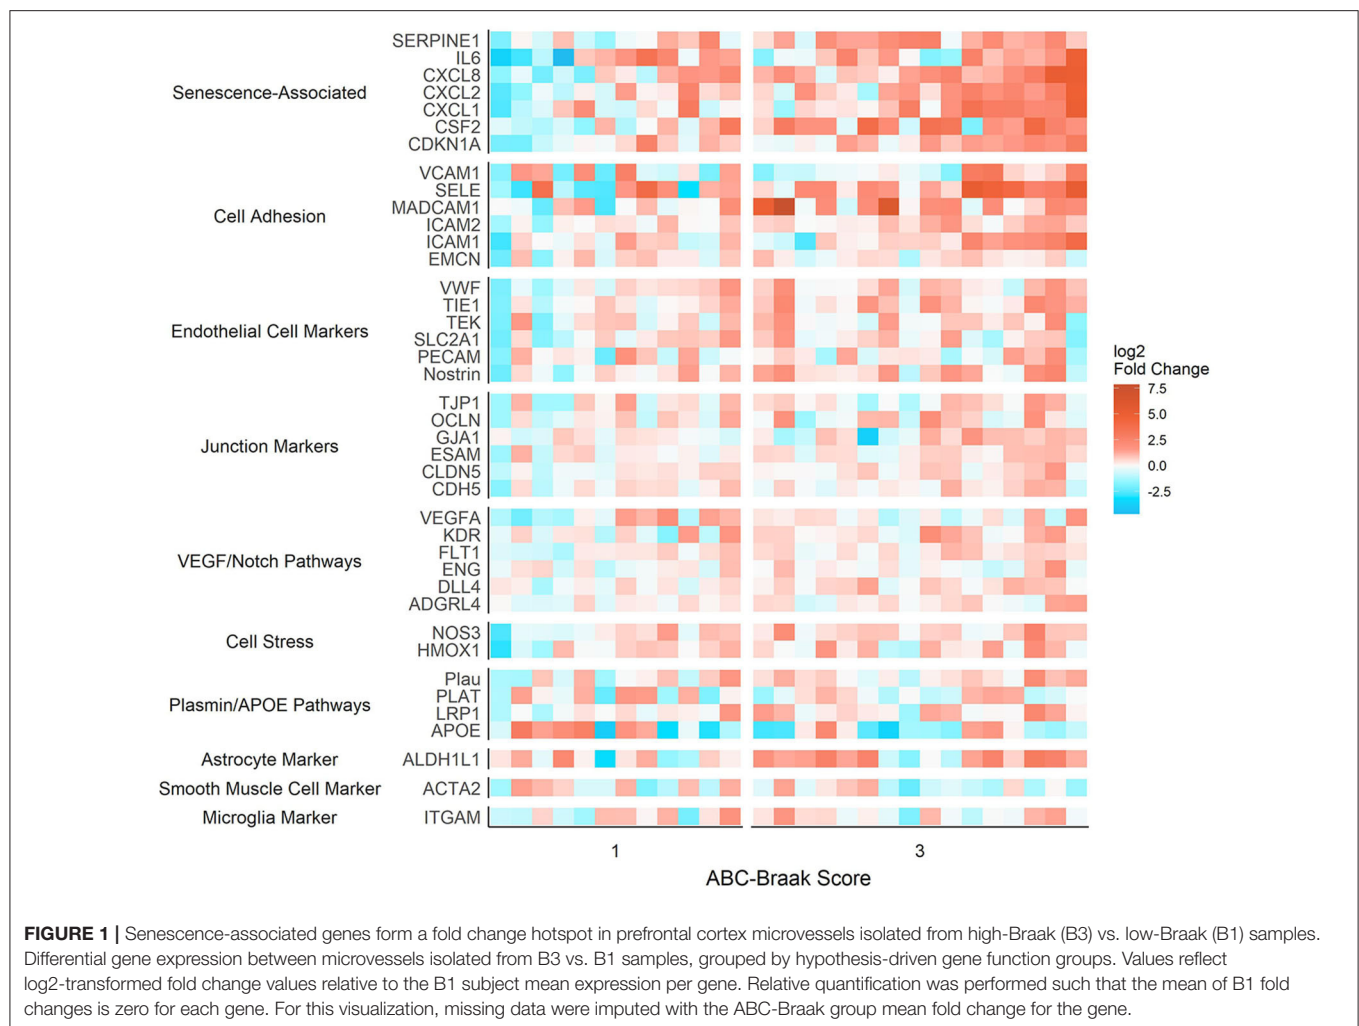 Senescence-Associated
SERPINE1
IL6
CXCL8
CXCL2
CXCL1
CSF2
CDKN1A
Cell Adhesion
VCAM1
SELE
MADCAM1
ICAM2
ICAM1
EMCN
Endothelial Cell Markers
VWF
TIE1
TEK
SLC2A1
PECAM
Nostrin
Junction Markers
TJP1
OCLN
GJA1
ESAM
CLDN5
CDH5
VEGF/Notch Pathways
VEGFA
KDR
FLT1
ENG
DLL4
ADGRL4
Cell Stress
NOS3
HMOX1
Plasmin/APOE Pathways
Plau
PLAT
LRP1
APOE
Astrocyte Marker
ALDH1L1
Smooth Muscle Cell Marker
ACTA2
Microglia Marker
ITGAM
1
3
ABC-Braak Score
log2
Fold Change
7.5
5.0
2.5
0.0
-2.5
FIGURE 1 | Senescence-associated genes form a fold change hotspot in prefrontal cortex microvessels isolated from high-Braak (B3) vs. low-Braak (B1) samples.
Differential gene expression between microvessels isolated from B3 vs. B1 samples, grouped by hypothesis-driven gene function groups. Values reflect
log2-transformed fold change values relative to the B1 subject mean expression per gene. Relative quantification was performed such that the mean of B1 fold
changes is zero for each gene. For this visualization, missing data were imputed with the ABC-Braak group mean fold change for the gene.